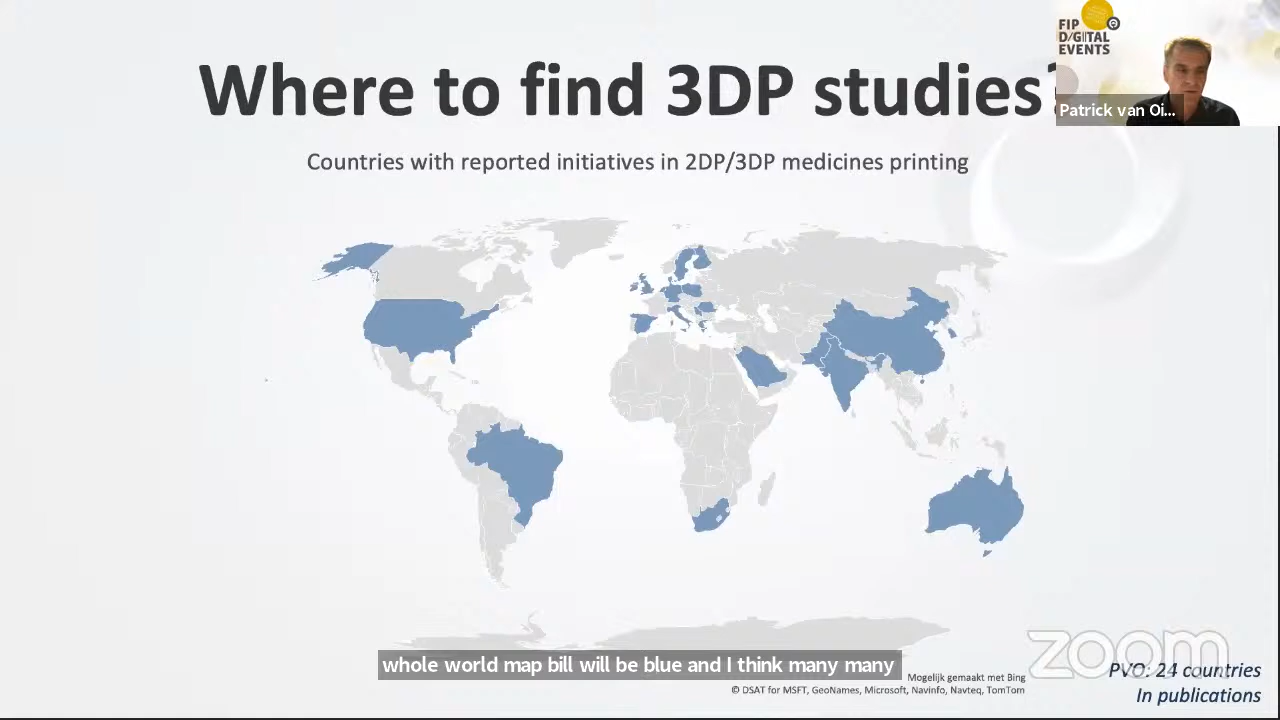 FIP
D/GITAL
EVENTS
Where to find 3DP studies?
Patrick van Oi...
Countries with reported initiatives in 2DP/3DP medicines printing
whole world map bill will be blue and I think many many
zoom
Mogelijk gemaakt met Bing
© DSAT for MSFT, GeoNames, Microsoft, Navinfo, Navteq, TomTom
PVO: 24 countries
In publications